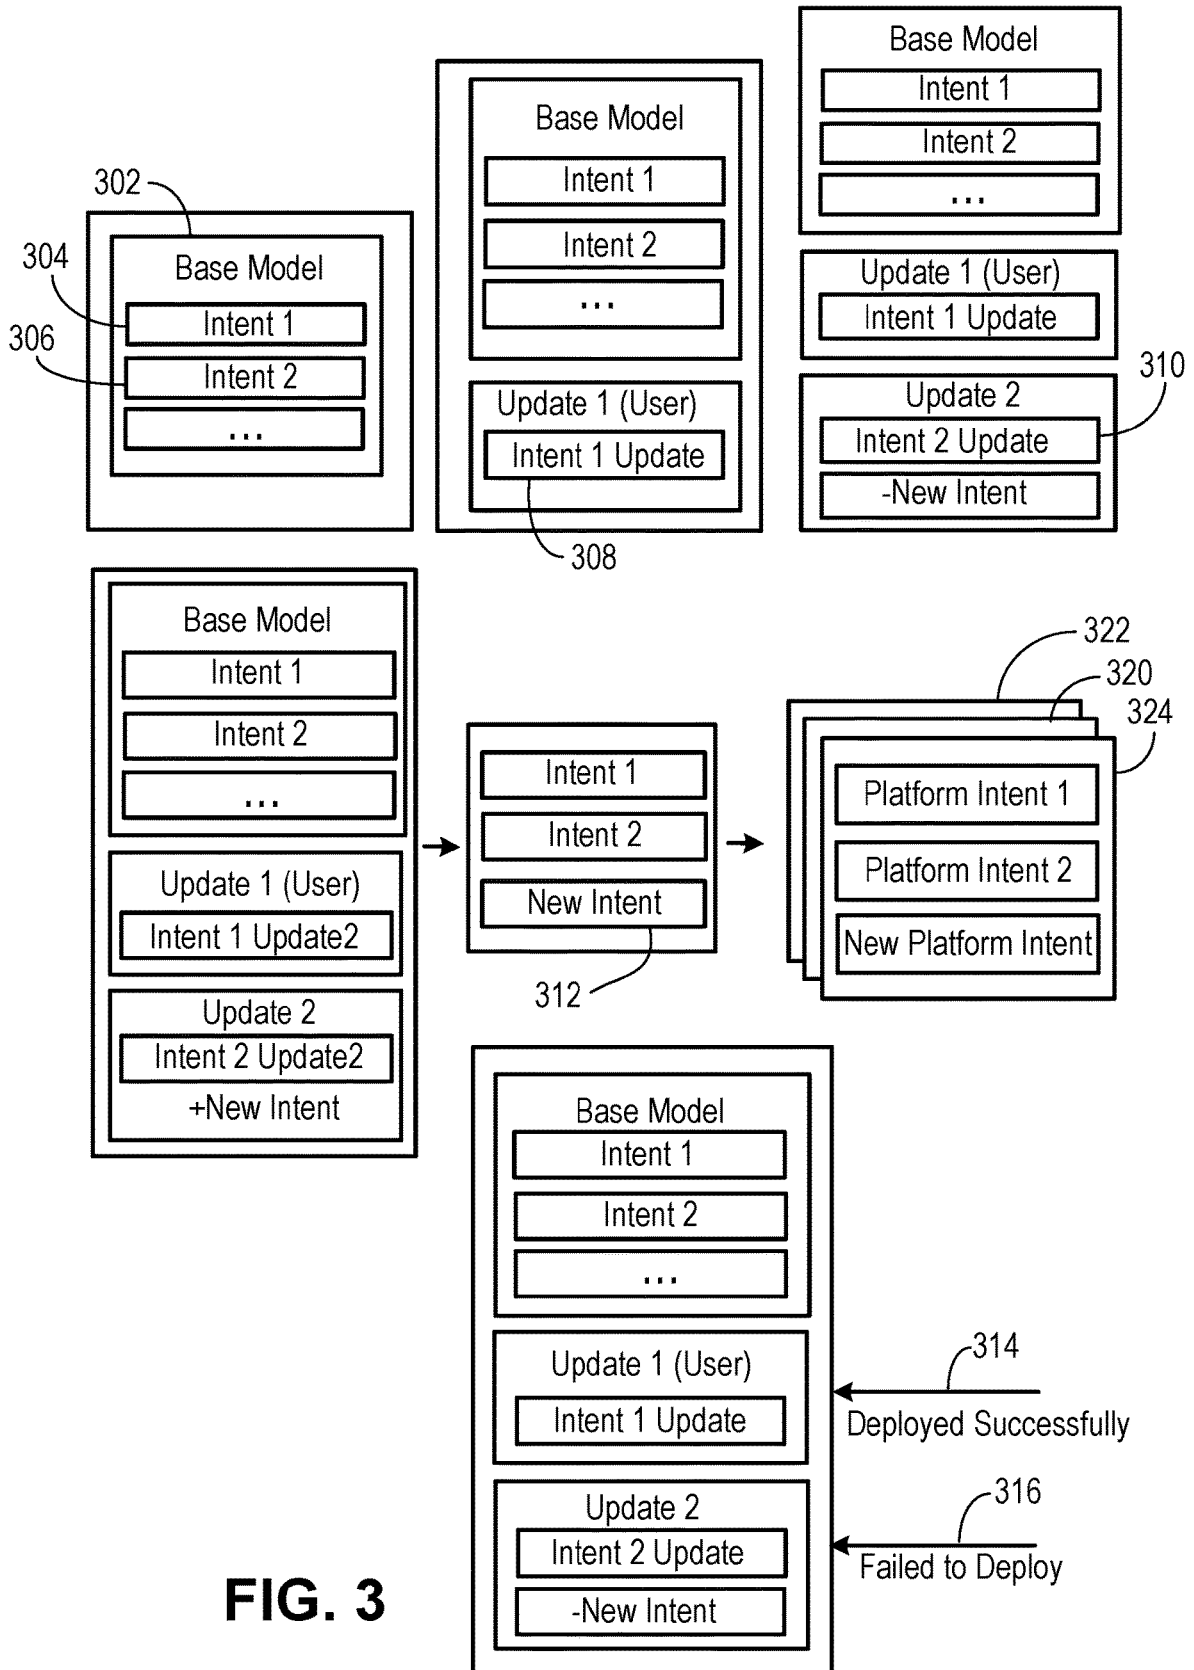 302
304
306
Base Model
Intent 1
Intent 2
...
Base Model
Intent 1
Intent 2
...
Update 1 (User)
Intent 1 Update
308
Base Model
Intent 1
Intent 2
...
Update 1 (User)
Intent 1 Update
310
Update 2
Intent 2 Update
-New Intent
Base Model
Intent 1
Intent 2
...
Update 1 (User)
Intent 1 Update2
Update 2
Intent 2 Update2
+New Intent
Intent 1
Intent 2
New Intent
312
322
320
324
Platform Intent 1
Platform Intent 2
New Platform Intent
Base Model
Intent 1
Intent 2
...
Update 1 (User)
Intent 1 Update
314
Deployed Successfully
Update 2
Intent 2 Update
-New Intent
316
Failed to Deploy
FIG. 3